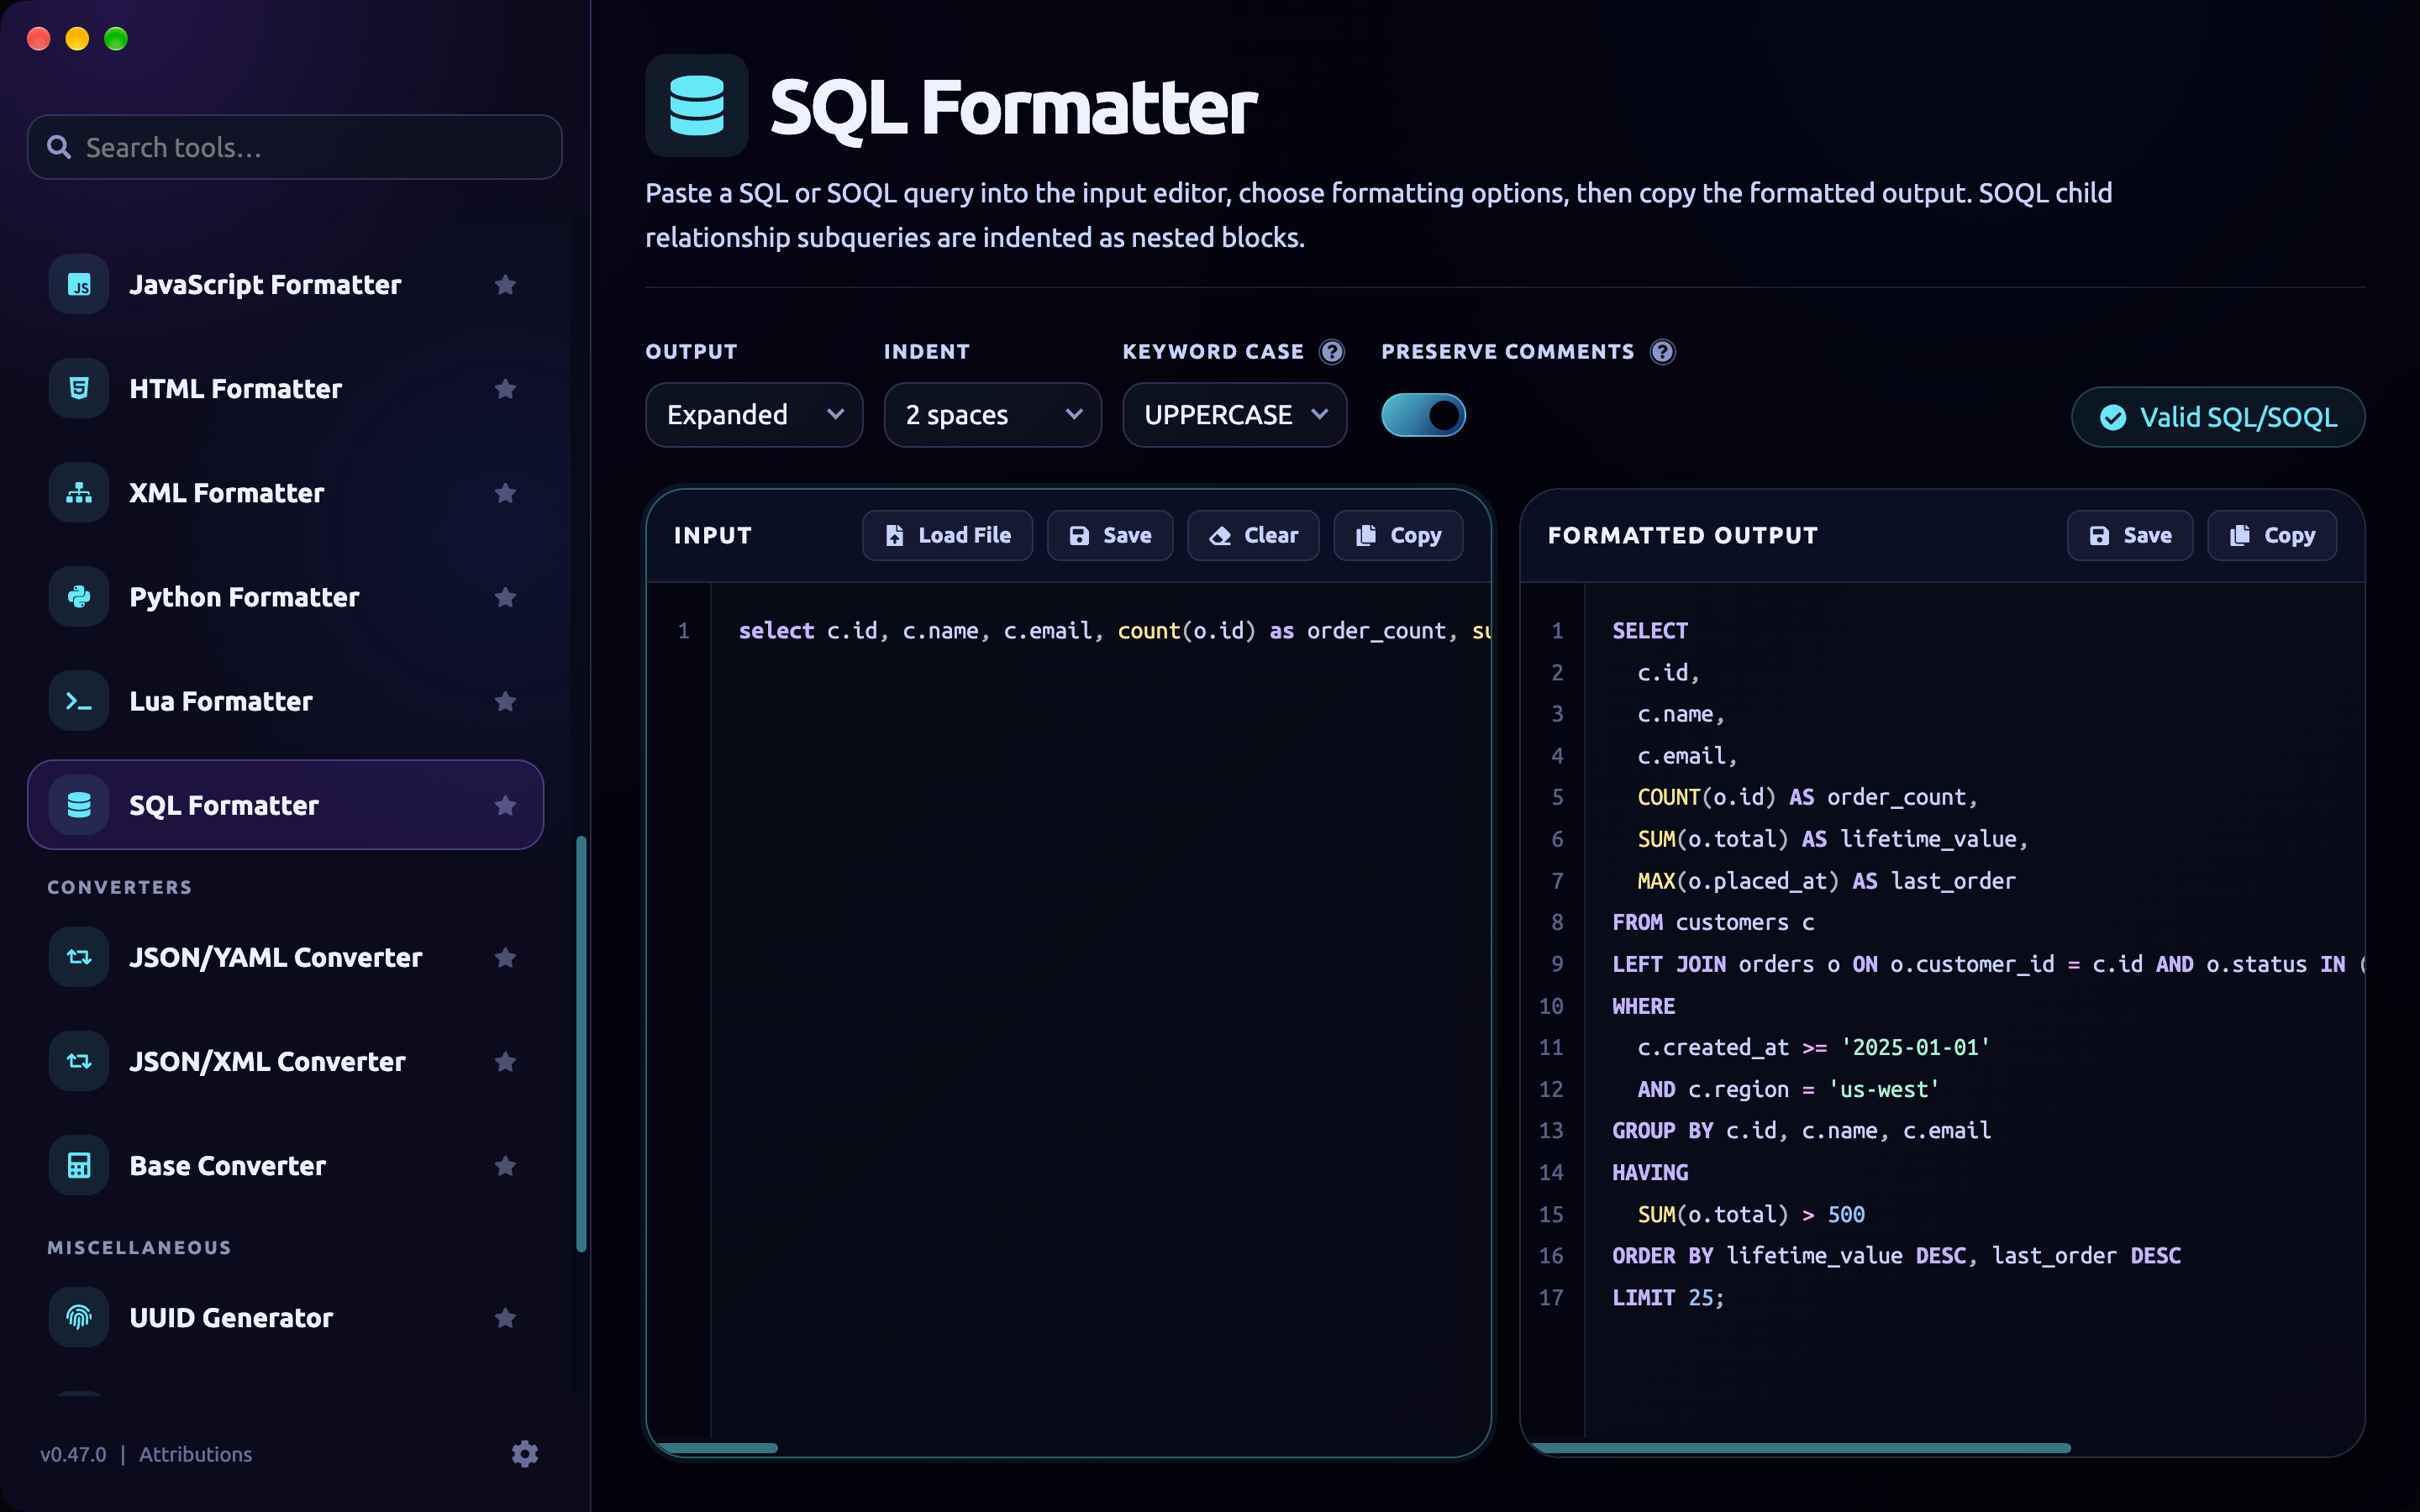 Search tools…
JavaScript Formatter
HTML Formatter
XML Formatter
Python Formatter
Lua Formatter
SQL Formatter
CONVERTERS
JSON/YAML Converter
JSON/XML Converter
Base Converter
MISCELLANEOUS
UUID Generator
v0.47.0 | Attributions
SQL Formatter
Paste a SQL or SOQL query into the input editor, choose formatting options, then copy the formatted output. SOQL child
relationship subqueries are indented as nested blocks.
OUTPUT INDENT KEYWORD CASE ? PRESERVE COMMENTS ?
Expanded 2 spaces UPPERCASE Valid SQL/SOQL
INPUT Load File Save Clear Copy
1 select c.id, c.name, c.email, count(o.id) as order_count, su
FORMATTED OUTPUT Save Copy
1 SELECT
2 c.id,
3 c.name,
4 c.email,
5 COUNT(o.id) AS order_count,
6 SUM(o.total) AS lifetime_value,
7 MAX(o.placed_at) AS last_order
8 FROM customers c
9 LEFT JOIN orders o ON o.customer_id = c.id AND o.status IN (
10 WHERE
11 c.created_at >= '2025-01-01'
12 AND c.region = 'us-west'
13 GROUP BY c.id, c.name, c.email
14 HAVING
15 SUM(o.total) > 500
16 ORDER BY lifetime_value DESC, last_order DESC
17 LIMIT 25;